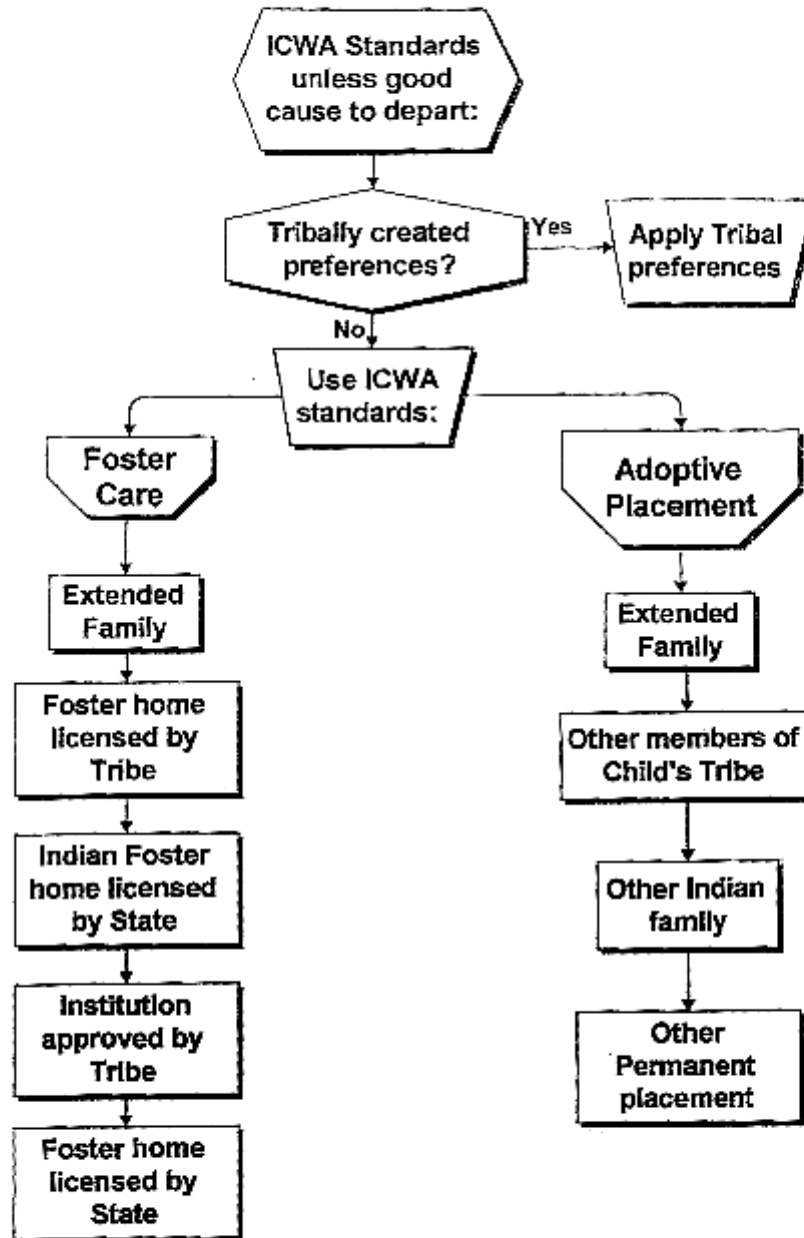 ICWA Standards
unless good
cause to depart:
Tribally created
preferences?
Yes
Apply Tribal
preferences
No
Use ICWA
standards:
Foster
Care
Extended
Family
Foster home
licensed by
Tribe
Indian Foster
home licensed
by State
Institution
approved by
Tribe
Foster home
licensed by
State
Adoptive
Placement
Extended
Family
Other members of
Child's Tribe
Other Indian
family
Other
Permanent
placement